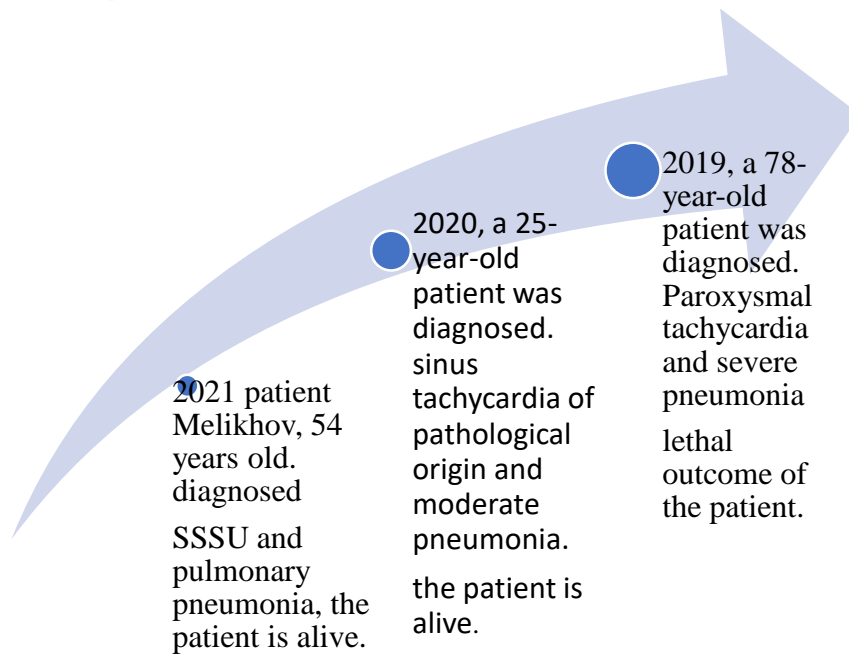 2021 patient
Melikhov, 54
years old.
diagnosed
SSSU and
pulmonary
pneumonia, the
patient is alive.
2020, a 25-
year-old
patient was
diagnosed.
sinus
tachycardia of
pathological
origin and
moderate
pneumonia.
the patient is
alive.
2019, a 78-
year-old
patient was
diagnosed.
Paroxysmal
tachycardia
and severe
pneumonia
lethal
outcome of
the patient.